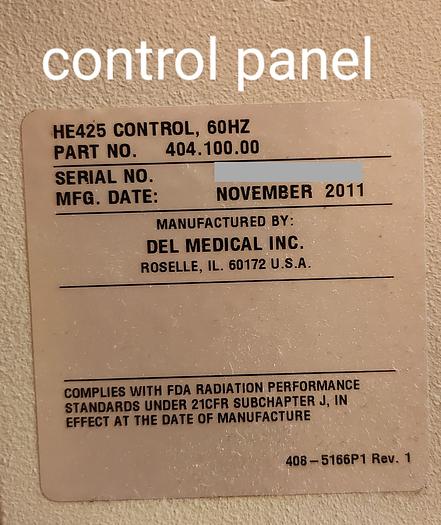 control panel
HE425 CONTROL, 60HZ
PART NO. 404.100.00
SERIAL NO.
MFG. DATE: NOVEMBER 2011
MANUFACTURED BY:
DEL MEDICAL INC.
ROSELLE, IL. 60172 U.S.A.
COMPLIES WITH FDA RADIATION PERFORMANCE
STANDARDS UNDER 21CFR SUBCHAPTER J, IN
EFFECT AT THE DATE OF MANUFACTURE
408-5166P1 Rev. 1